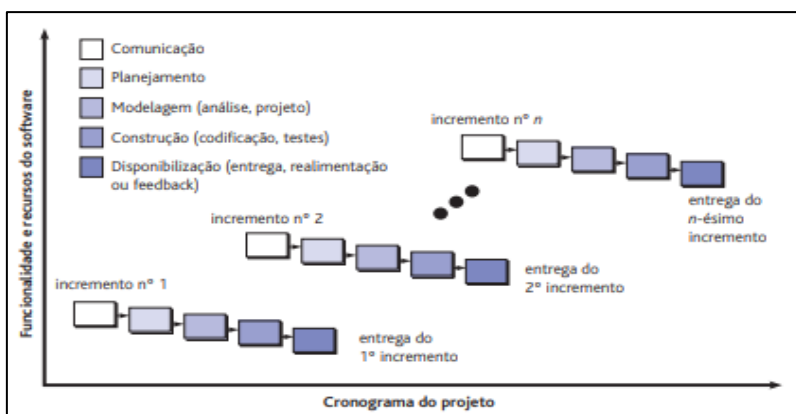 Comunicação
Planejamento
Modelagem (análise, projeto)
Construção (codificação, testes)
Disponibilização (entrega, realimentação
ou feedback)
incremento nº n
entrega do
n-ésimo
incremento
incremento nº 2
entrega do
2º incremento
incremento nº 1
entrega do
1º incremento
Funcionalidade e recursos do software
Cronograma do projeto